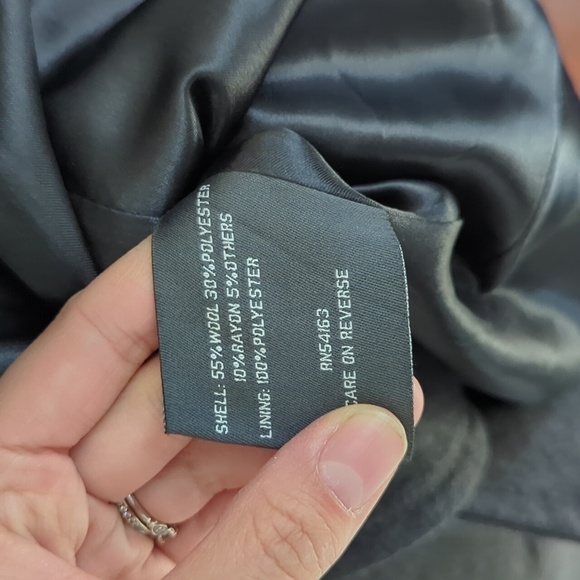 SHELL: 55%WOOL 30%POLYESTER
10%RAYON 5%OTHERS
LINING: 100%POLYESTER
RN54163
CARE ON REVERSE